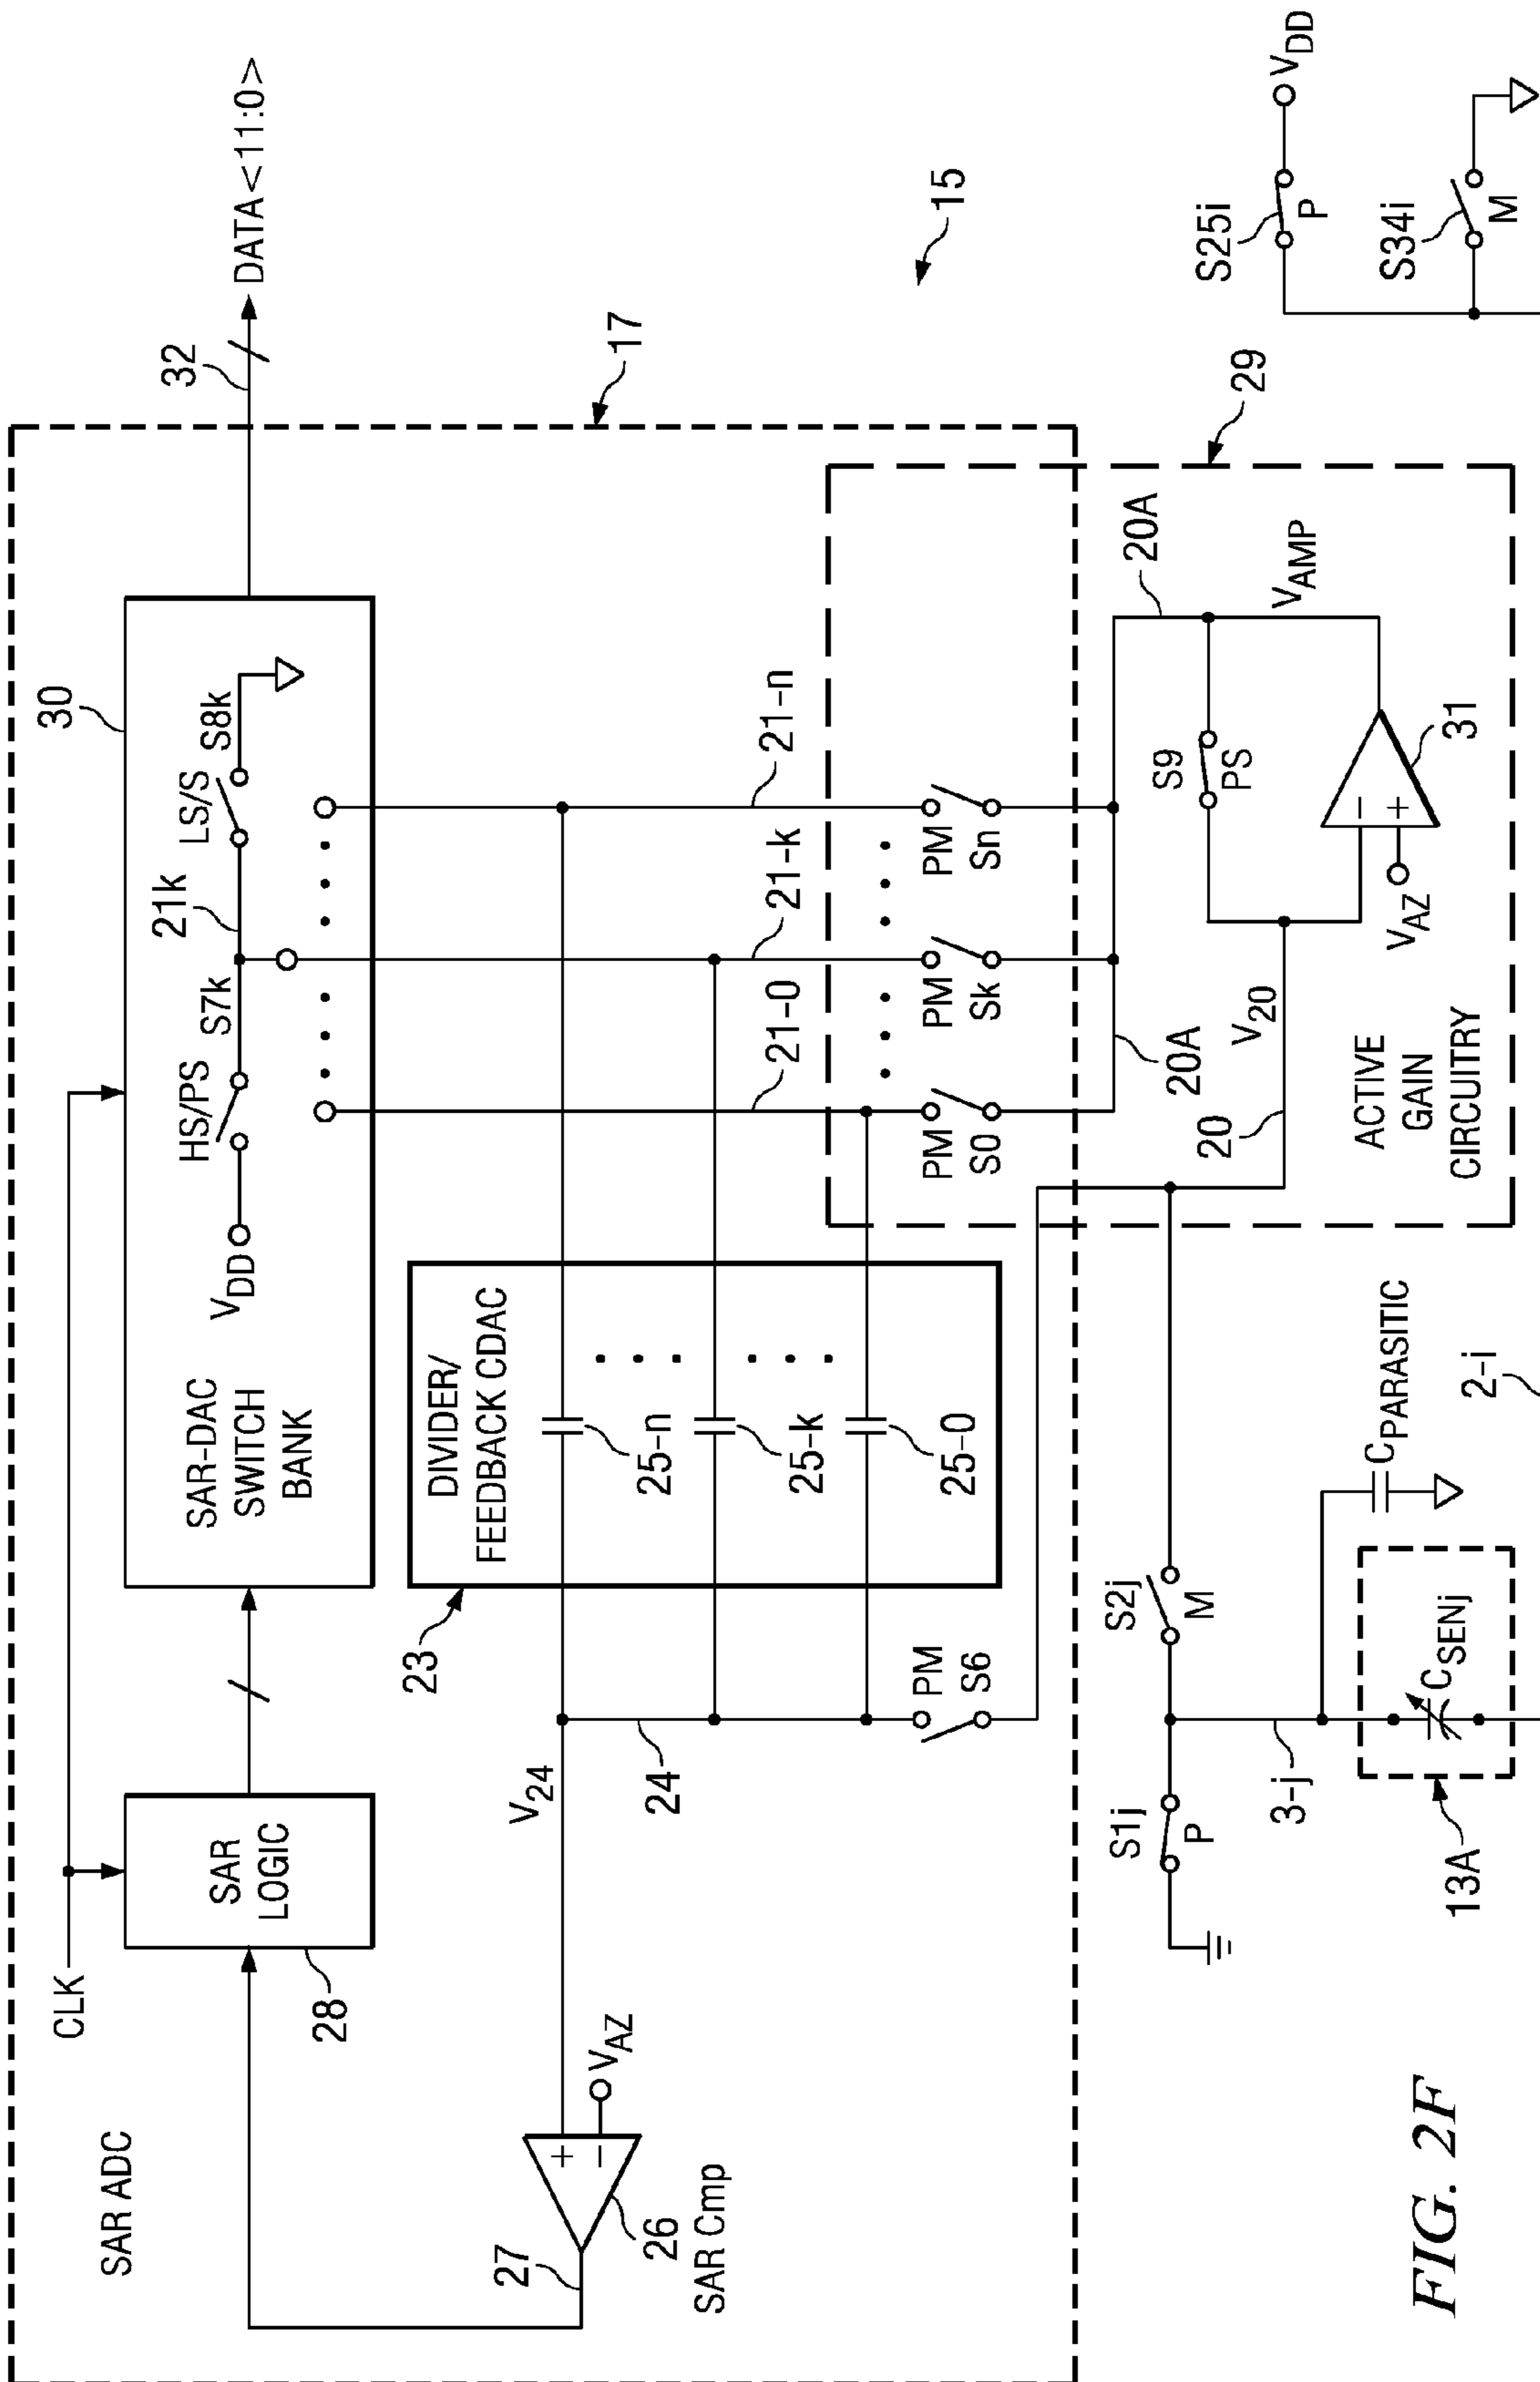 SAR ADC
CLK
SAR
LOGIC
28
SAR-DAC
SWITCH
BANK
VDD
HS/PS
S7k
21k
LS/S
S8k
30
32
DATA<11:0>
17
15
27
26
SAR Cmp
+
−
VAZ
V24
24
23
DIVIDER/
FEEDBACK CDAC
25-n
25-k
25-0
21-0
21-k
21-n
PM
S6
PM
S0
PM
Sk
PM
Sn
20A
20A
29
S9
PS
VAMP
V20
20
−
+
VAZ
31
ACTIVE
GAIN
CIRCUITRY
S1j
P
S2j
M
3-j
CPARASITIC
13A
CSENj
2-i
S25i
P
VDD
S34i
M
FIG. 2F